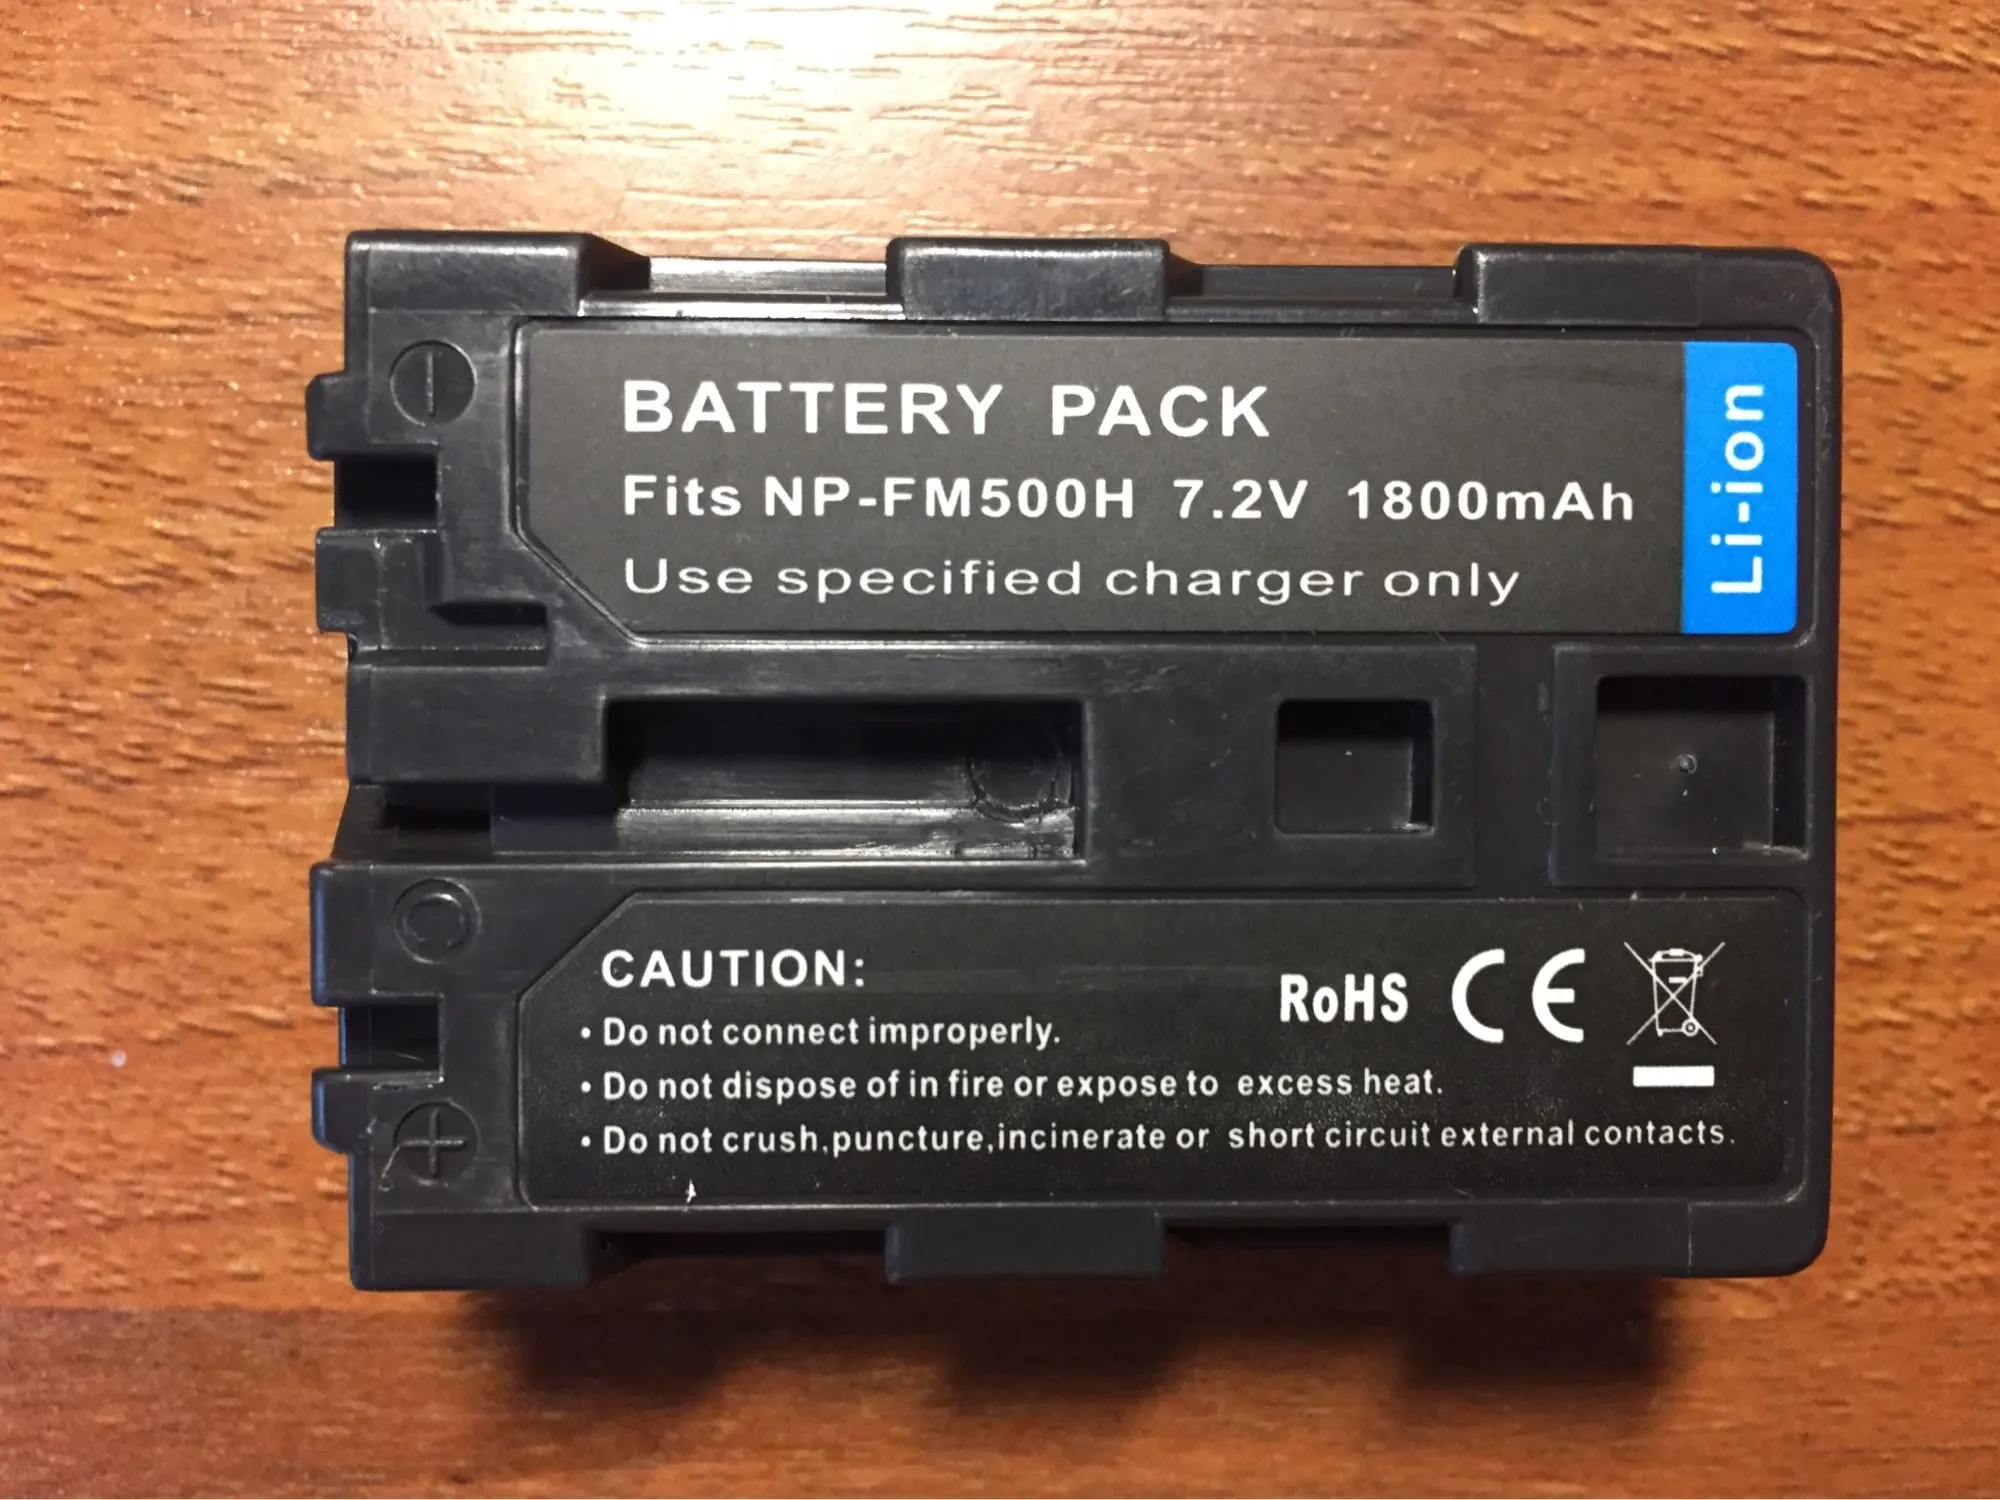 BATTERY PACK
Fits NP-FM500H 7.2V 1800mAh
Use specified charger only
Li-ion
C
CAUTION:
• Do not connect improperly.
• Do not dispose of in fire or expose to excess heat.
• Do not crush,puncture,incinerate or short circuit external contacts.
RoHS CE